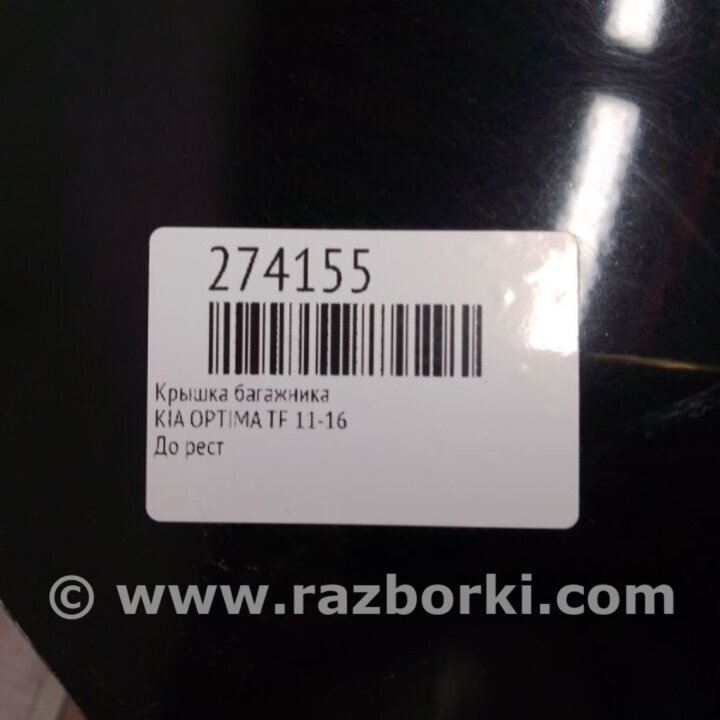 274155
Крышка багажника
KIA OPTIMA TF 11-16
До рест
© www.razborki.com